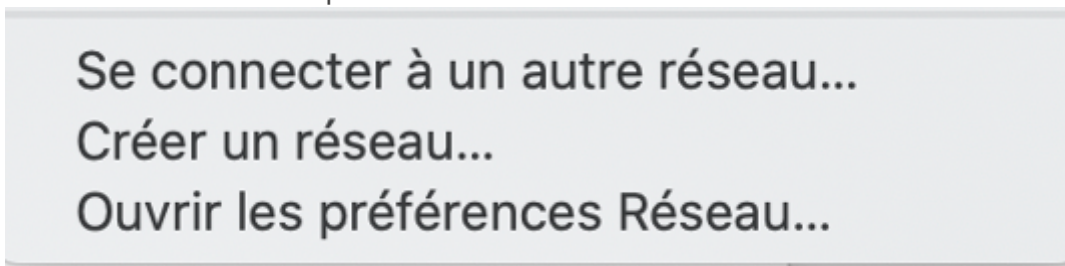 Se connecter à un autre réseau...
Créer un réseau...
Ouvrir les préférences Réseau...